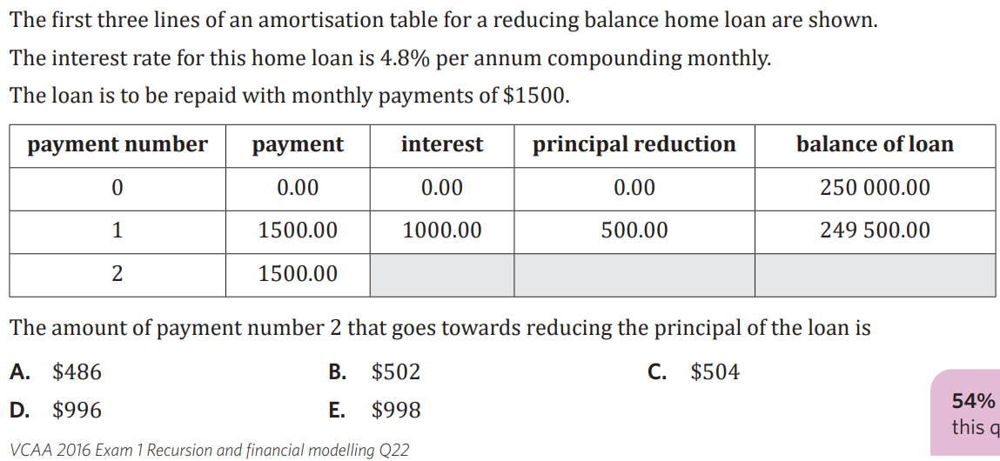 The first three lines of an amortisation table for a reducing balance home loan are shown.
The interest rate for this home loan is 4.8% per annum compounding monthly.
The loan is to be repaid with monthly payments of $1500.
payment number payment interest principal reduction balance of loan
0 0.00 0.00 0.00 250 000.00
1 1500.00 1000.00 500.00 249 500.00
2 1500.00
The amount of payment number 2 that goes towards reducing the principal of the loan is
A. $486 B. $502 C. $504
D. $996 E. $998
54%
this q
VCAA 2016 Exam 1 Recursion and financial modelling Q22